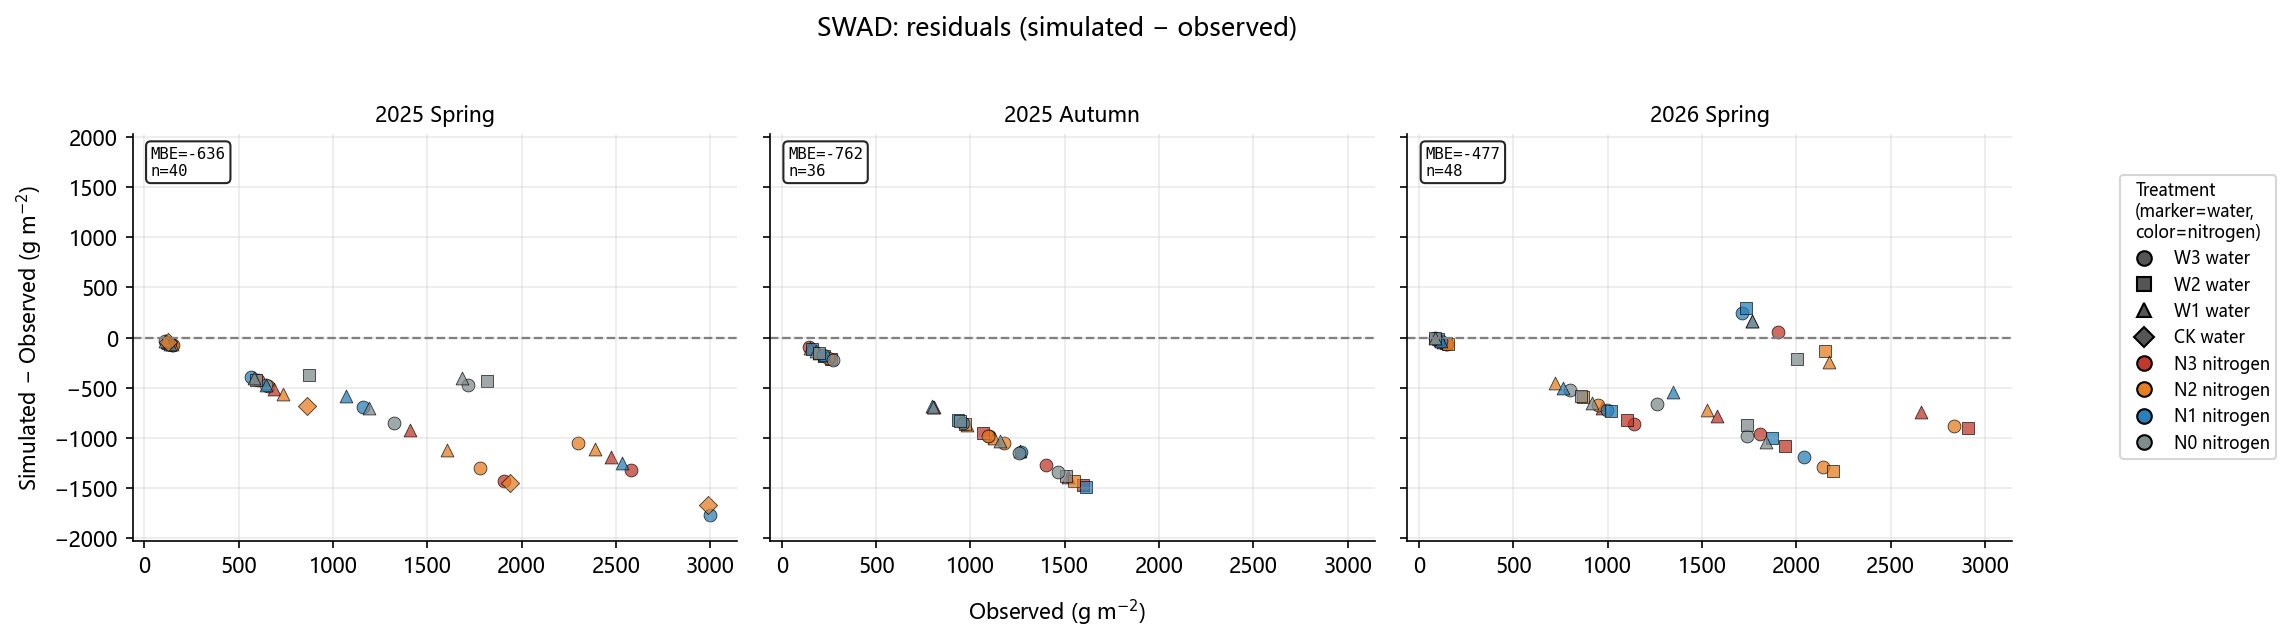 SWAD: residuals (simulated − observed)
2025 Spring
2025 Autumn
2026 Spring
MBE=-636
n=40
MBE=-762
n=36
MBE=-477
n=48
Simulated − Observed (g m⁻²)
2000
1500
1000
500
0
−500
−1000
−1500
−2000
0 500 1000 1500 2000 2500 3000
0 500 1000 1500 2000 2500 3000
0 500 1000 1500 2000 2500 3000
Observed (g m⁻²)
Treatment
(marker=water,
color=nitrogen)
W3 water
W2 water
W1 water
CK water
N3 nitrogen
N2 nitrogen
N1 nitrogen
N0 nitrogen